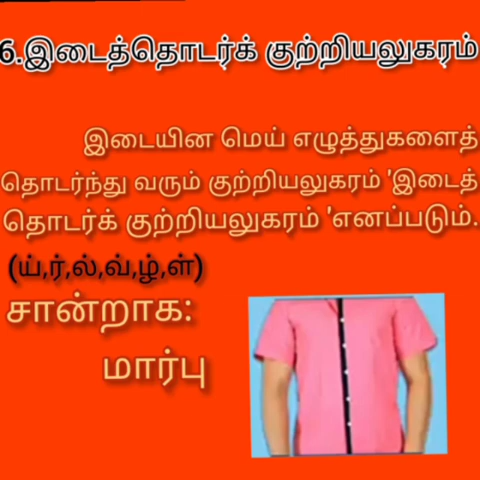 6.இடைத்தொடர்க் குற்றியலுகரம்
இடையின மெய் எழுத்துகளைத்
தொடர்ந்து வரும் குற்றியலுகரம் 'இடைத்
தொடர்க் குற்றியலுகரம் 'எனப்படும்.
(ய்,ர்,ல்,வ்,ழ்,ள்)
சான்றாக:
மார்பு